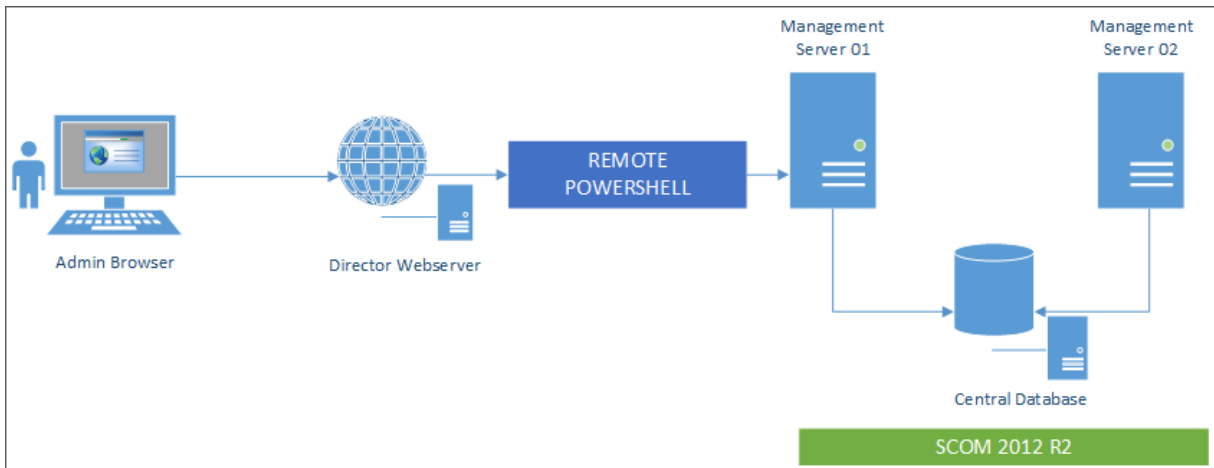 Management
Server 01
Management
Server 02
REMOTE
POWERSHELL
Admin Browser
Director Webserver
Central Database
SCOM 2012 R2